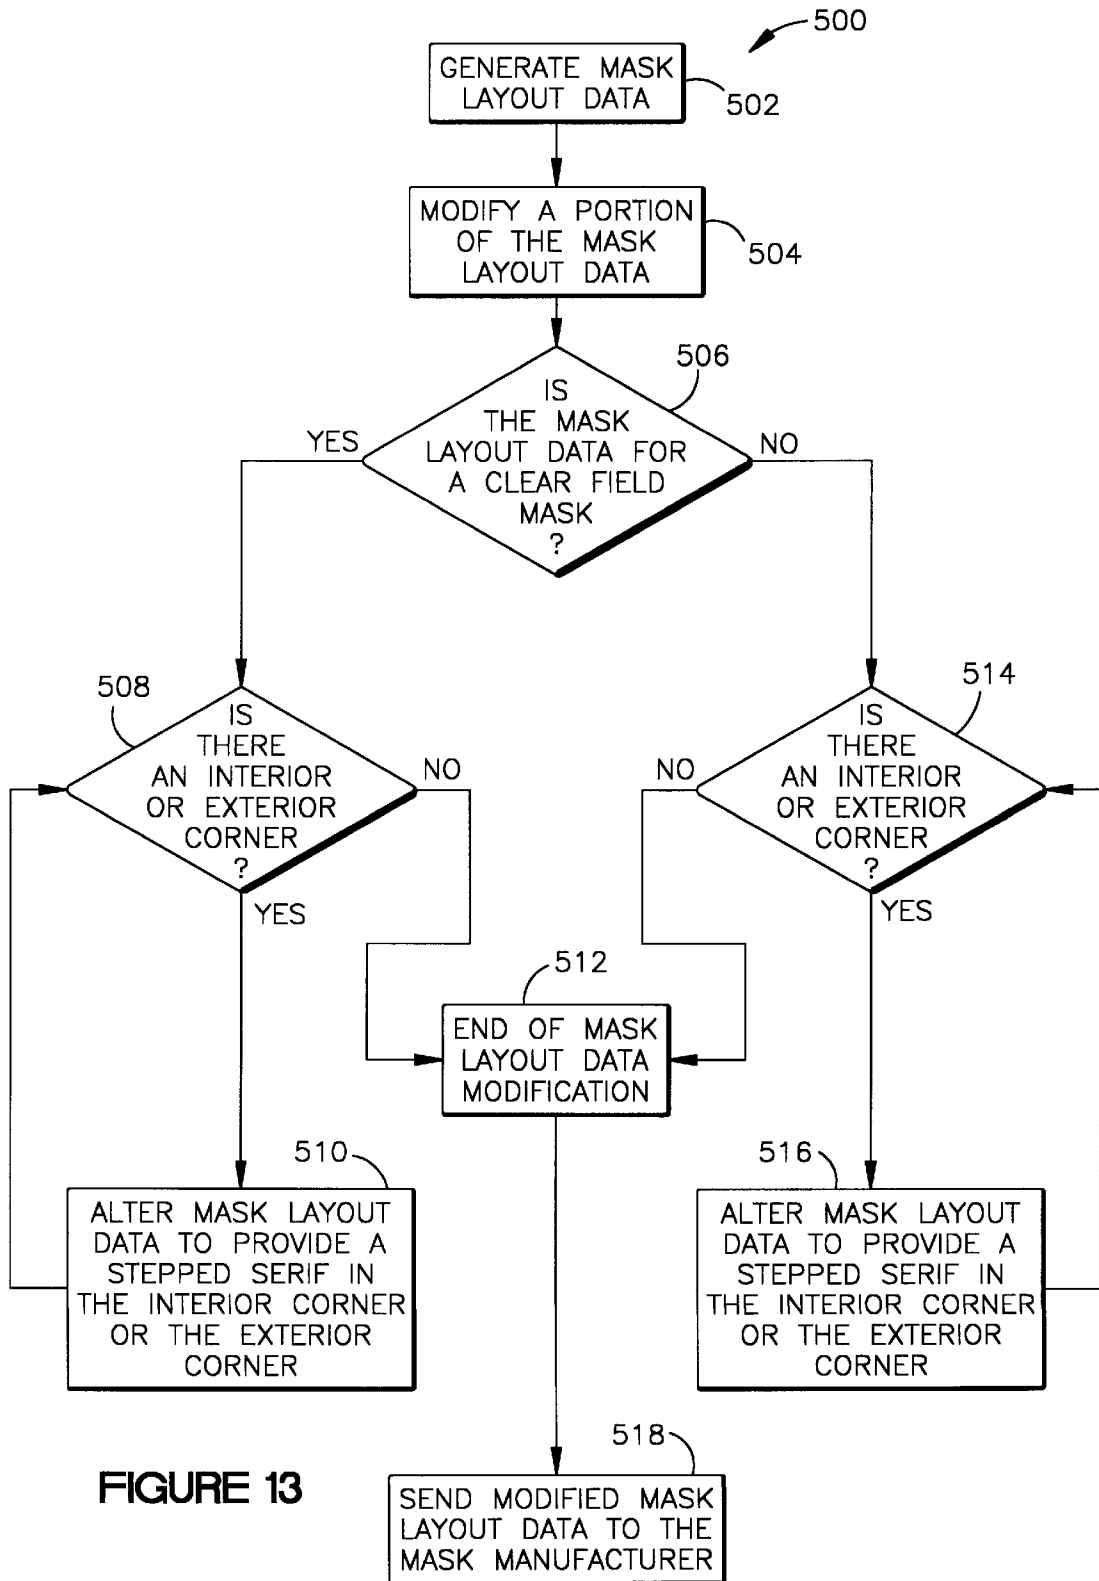 500
GENERATE MASK
LAYOUT DATA
502
MODIFY A PORTION
OF THE MASK
LAYOUT DATA
504
506
IS
THE MASK
LAYOUT DATA FOR
A CLEAR FIELD
MASK
?
YES
NO
508
IS
THERE
AN INTERIOR
OR EXTERIOR
CORNER
?
NO
YES
514
IS
THERE
AN INTERIOR
OR EXTERIOR
CORNER
?
NO
YES
512
END OF MASK
LAYOUT DATA
MODIFICATION
510
ALTER MASK LAYOUT
DATA TO PROVIDE A
STEPPED SERIF IN
THE INTERIOR CORNER
OR THE EXTERIOR
CORNER
516
ALTER MASK LAYOUT
DATA TO PROVIDE A
STEPPED SERIF IN
THE INTERIOR CORNER
OR THE EXTERIOR
CORNER
518
SEND MODIFIED MASK
LAYOUT DATA TO THE
MASK MANUFACTURER
FIGURE 13